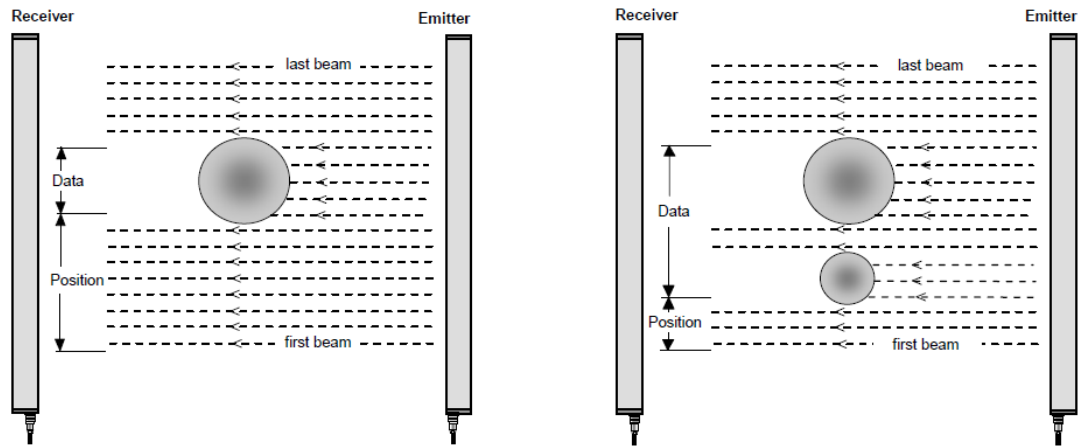 Receiver
Emitter
last beam
Data
Position
first beam
Receiver
Emitter
last beam
Data
Position
first beam